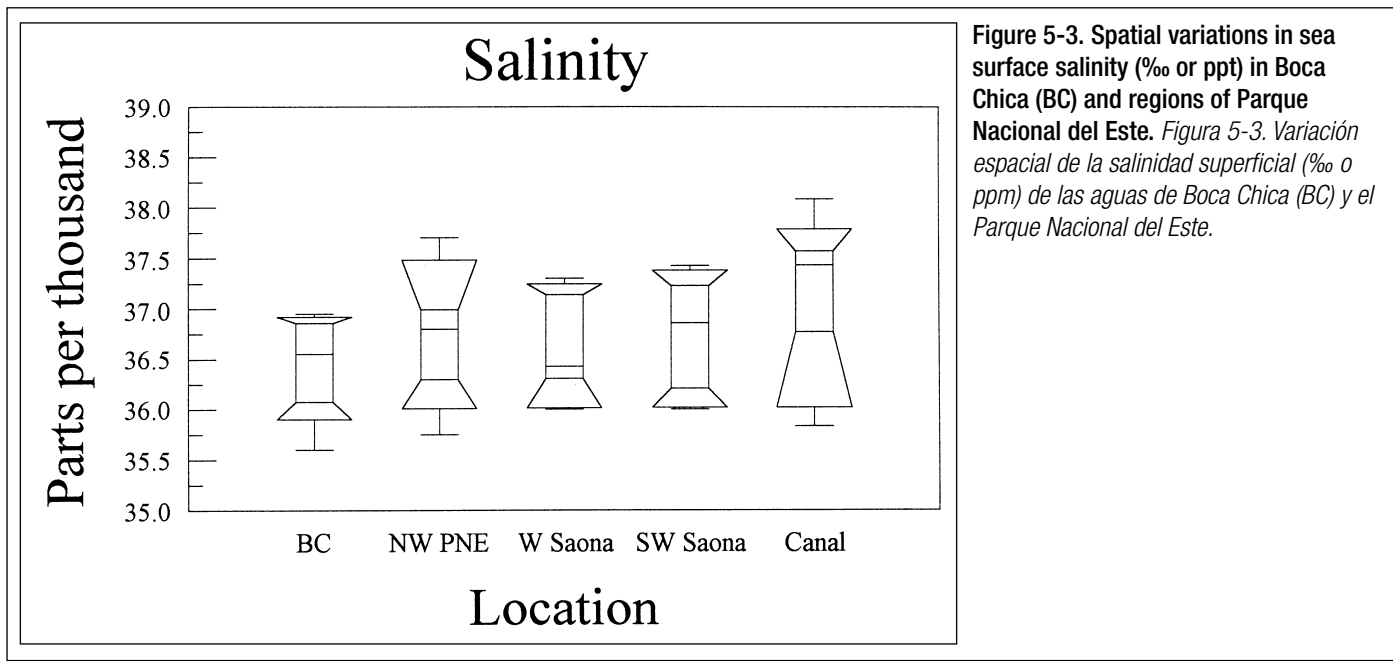 Salinity
Parts per thousand
39.0
38.5
38.0
37.5
37.0
36.5
36.0
35.5
35.0
BC NW PNE W Saona SW Saona Canal
Location
Figure 5-3. Spatial variations in sea
surface salinity (‰ or ppt) in Boca
Chica (BC) and regions of Parque
Nacional del Este. Figura 5-3. Variación
espacial de la salinidad superficial (‰ o
ppm) de las aguas de Boca Chica (BC) y el
Parque Nacional del Este.